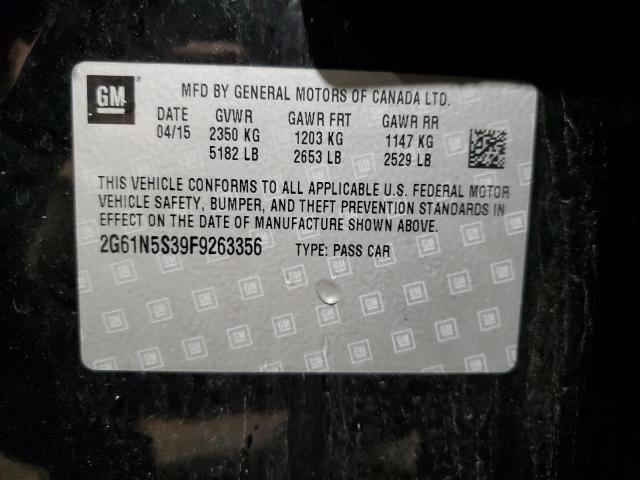 GM ®
MFD BY GENERAL MOTORS OF CANADA LTD.
DATE GVWR GAWR FRT GAWR RR
04/15 2350 KG 1203 KG 1147 KG
5182 LB 2653 LB 2529 LB
THIS VEHICLE CONFORMS TO ALL APPLICABLE U.S. FEDERAL MOTOR
VEHICLE SAFETY, BUMPER, AND THEFT PREVENTION STANDARDS IN
EFFECT ON THE DATE OF MANUFACTURE SHOWN ABOVE.
2G61N5S39F9263356 TYPE: PASS CAR